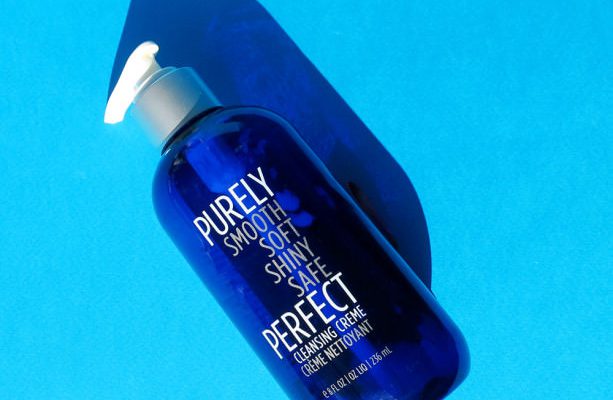 PURELY
SMOOTH
SOFT
SHINY
SAFE
PERFECT
CLEANSING CREME
CRÈME NETTOYANT
8 FL OZ | OZ LIQ | 236 mL